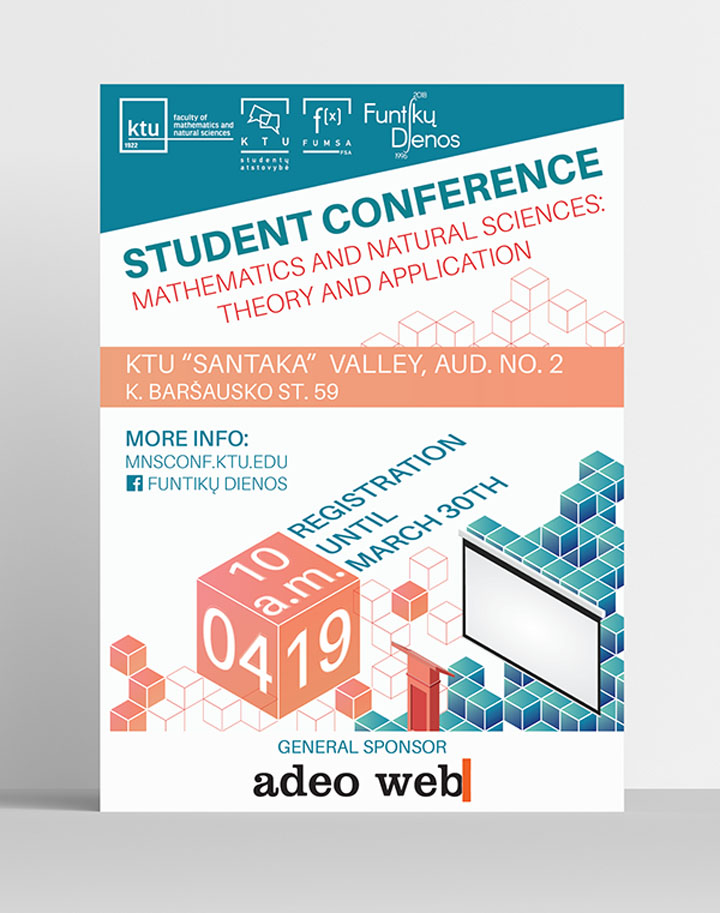 ktu
1922
faculty of
mathematics and
natural sciences
KTU
studentų
atstovybė
f(x)
FUMSA
FSA
2018
Funtikų
Dienos
1996
STUDENT CONFERENCE
MATHEMATICS AND NATURAL SCIENCES:
THEORY AND APPLICATION
KTU “SANTAKA” VALLEY, AUD. NO. 2
K. BARŠAUSKO ST. 59
MORE INFO:
MNSCONF.KTU.EDU
f FUNTIKŲ DIENOS
REGISTRATION
UNTIL
MARCH 30TH
10
a.m.
04 19
GENERAL SPONSOR
adeo web